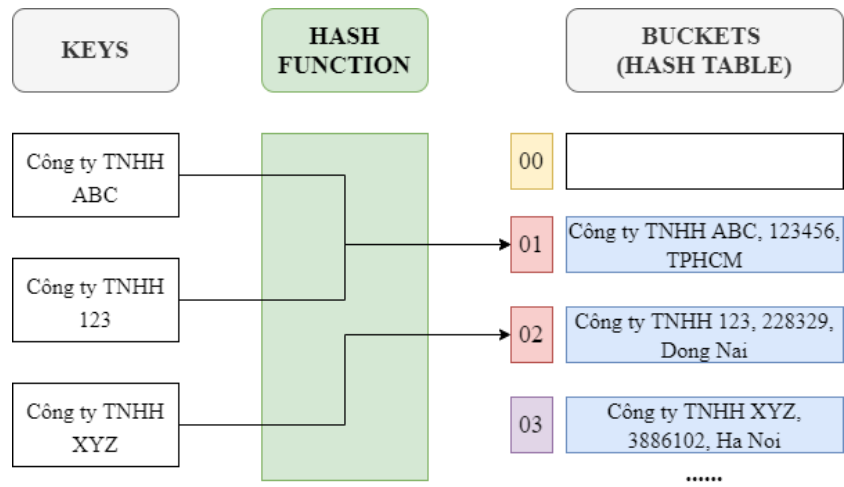 KEYS
HASH
FUNCTION
BUCKETS
(HASH TABLE)
Công ty TNHH
ABC
Công ty TNHH
123
Công ty TNHH
XYZ
00
01
Công ty TNHH ABC, 123456,
TPHCM
02
Công ty TNHH 123, 228329,
Dong Nai
03
Công ty TNHH XYZ,
3886102, Ha Noi
......